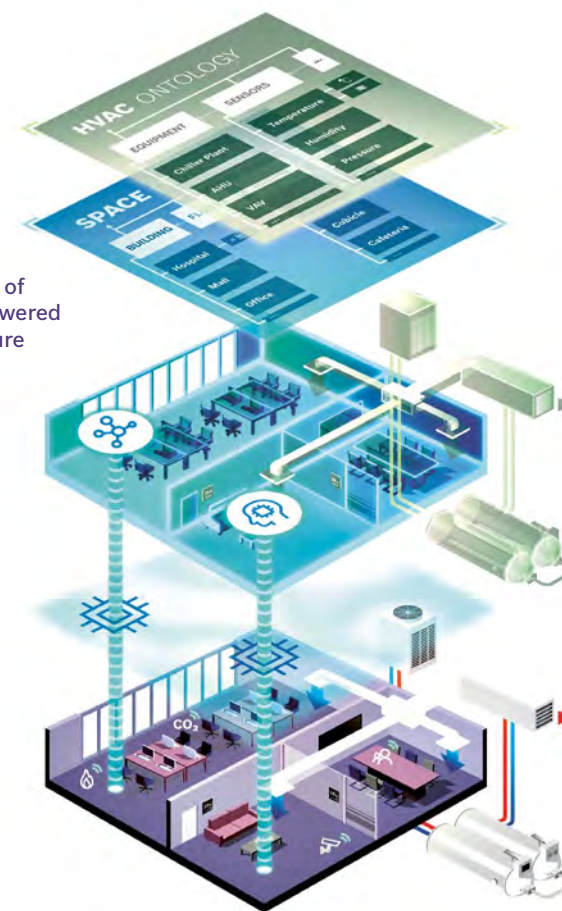 HVAC ONTOLOGY
EQUIPMENT
SENSORS
...
Chiller Plant
AHU
VAV
Temperature
Humidity
Pressure
SPACE
BUILDING
FL
Hospital
Mall
Office
Cubicle
Cafeteria
of
wered
ure
CO₂